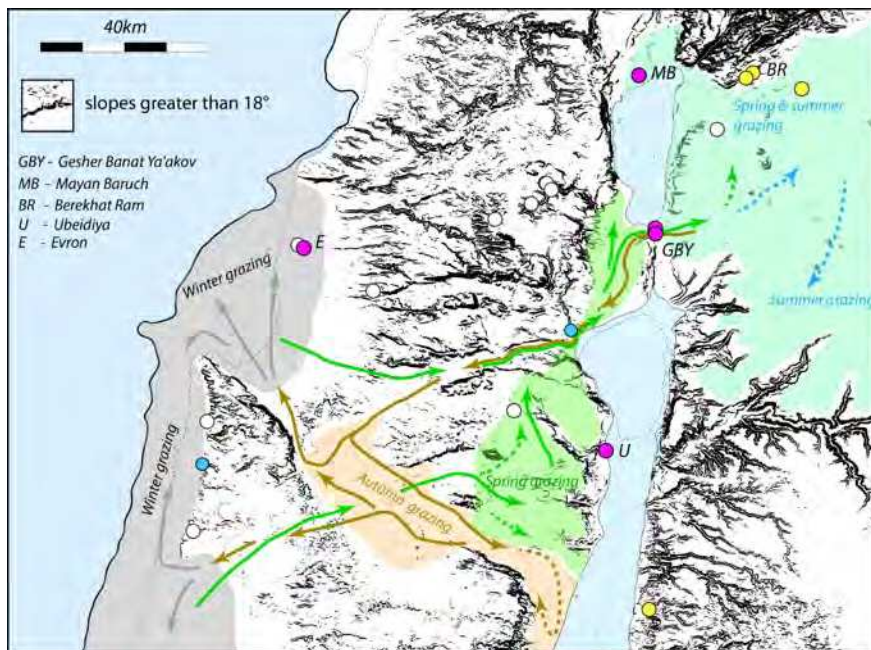 40km
slopes greater than 18°
GBY - Gesher Banat Ya'akov
MB - Mayan Baruch
BR - Berekhat Ram
U - Ubeidiya
E - Evron
MB
BR
Spring & summer
grazing
E
GBY
Winter grazing
Summer grazing
U
Winter grazing
Autumn grazing
Spring grazing